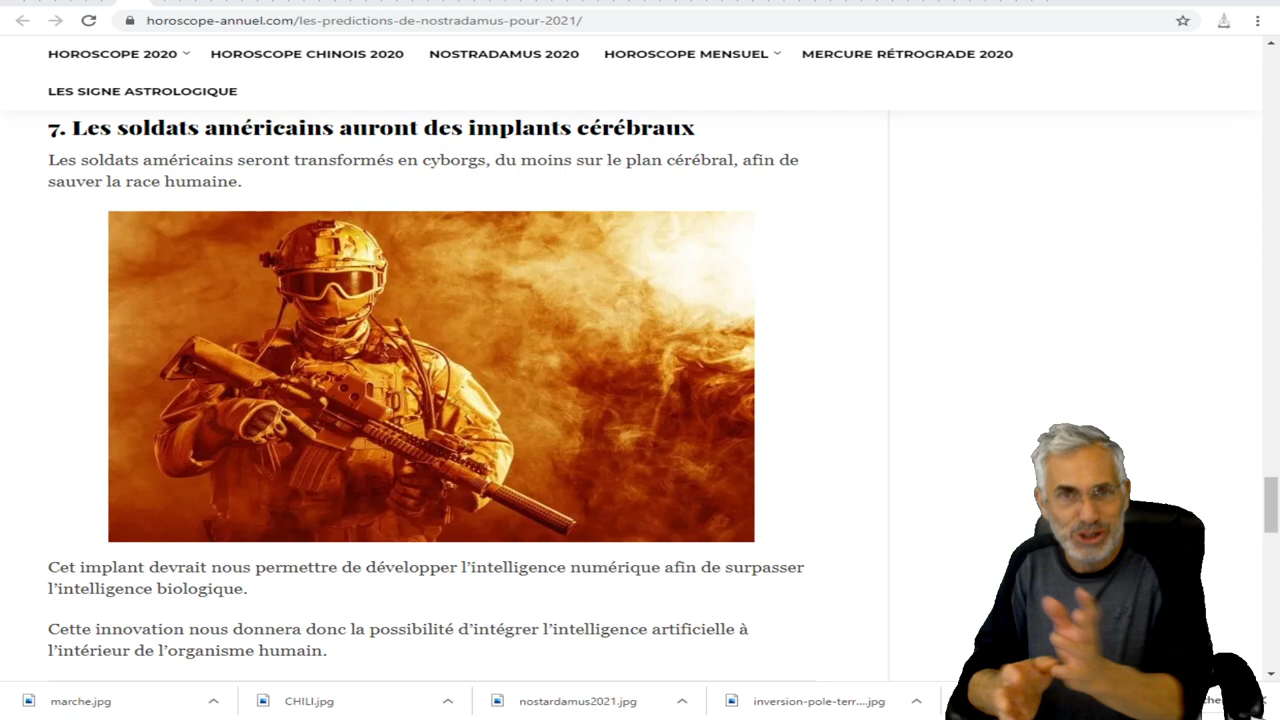 horoscope-annuel.com/les-predictions-de-nostradamus-pour-2021/
HOROSCOPE 2020 HOROSCOPE CHINOIS 2020 NOSTRADAMUS 2020 HOROSCOPE MENSUEL MERCURE RÉTROGRADE 2020
LES SIGNE ASTROLOGIQUE
7. Les soldats américains auront des implants cérébraux
Les soldats américains seront transformés en cyborgs, du moins sur le plan cérébral, afin de
sauver la race humaine.
Cet implant devrait nous permettre de développer l’intelligence numérique afin de surpasser
l’intelligence biologique.
Cette innovation nous donnera donc la possibilité d’intégrer l’intelligence artificielle à
l’intérieur de l’organisme humain.
marche.jpg CHILI.jpg nostardamus2021.jpg inversion-pole-terr....jpg